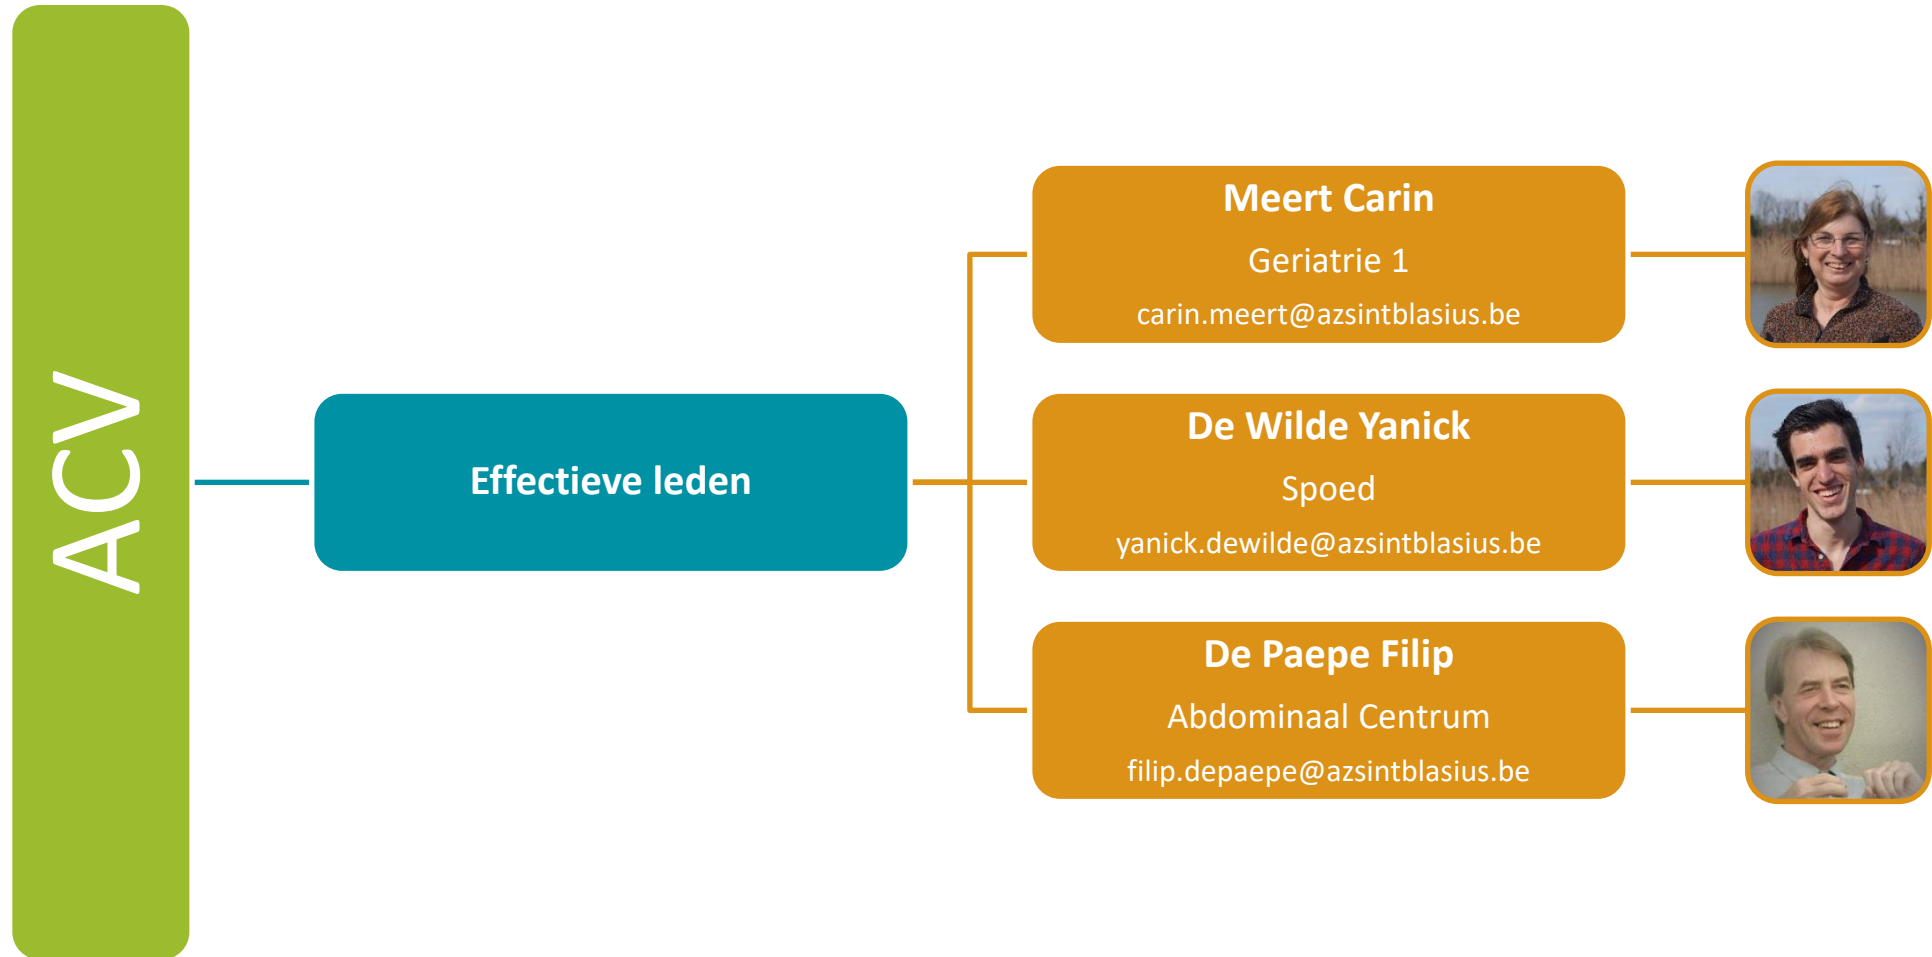 ACV
Effectieve leden
Meert Carin
Geriatrie 1
carin.meert@azsintblasius.be
De Wilde Yanick
Spoed
yanick.dewilde@azsintblasius.be
De Paepe Filip
Abdominaal Centrum
filip.depaepe@azsintblasius.be